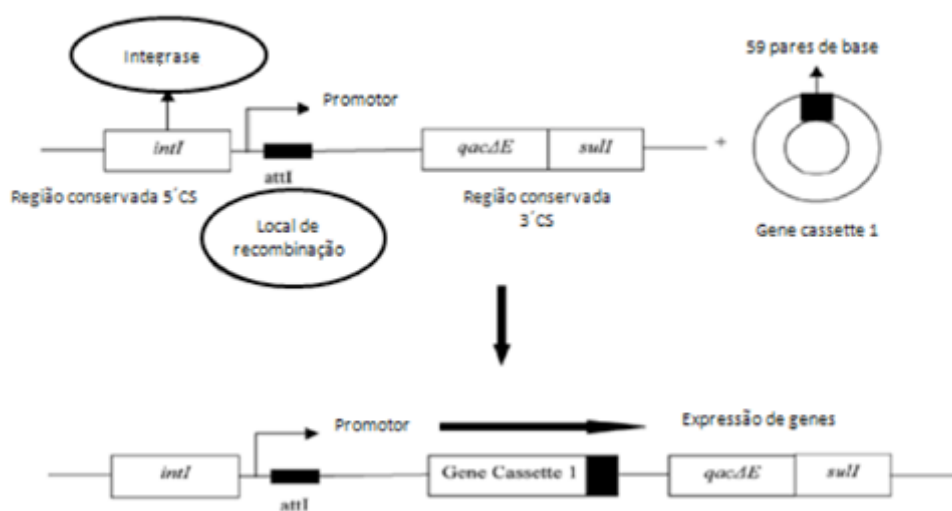 59 pares de base
Integrase
Promotor
intI
attI
qacΔE
sulI
+
Região conservada 5´CS
Região conservada
3´CS
Local de
recombinação
Gene cassette 1
Promotor
Expressão de genes
intI
attI
Gene Cassette 1
qacΔE
sulI